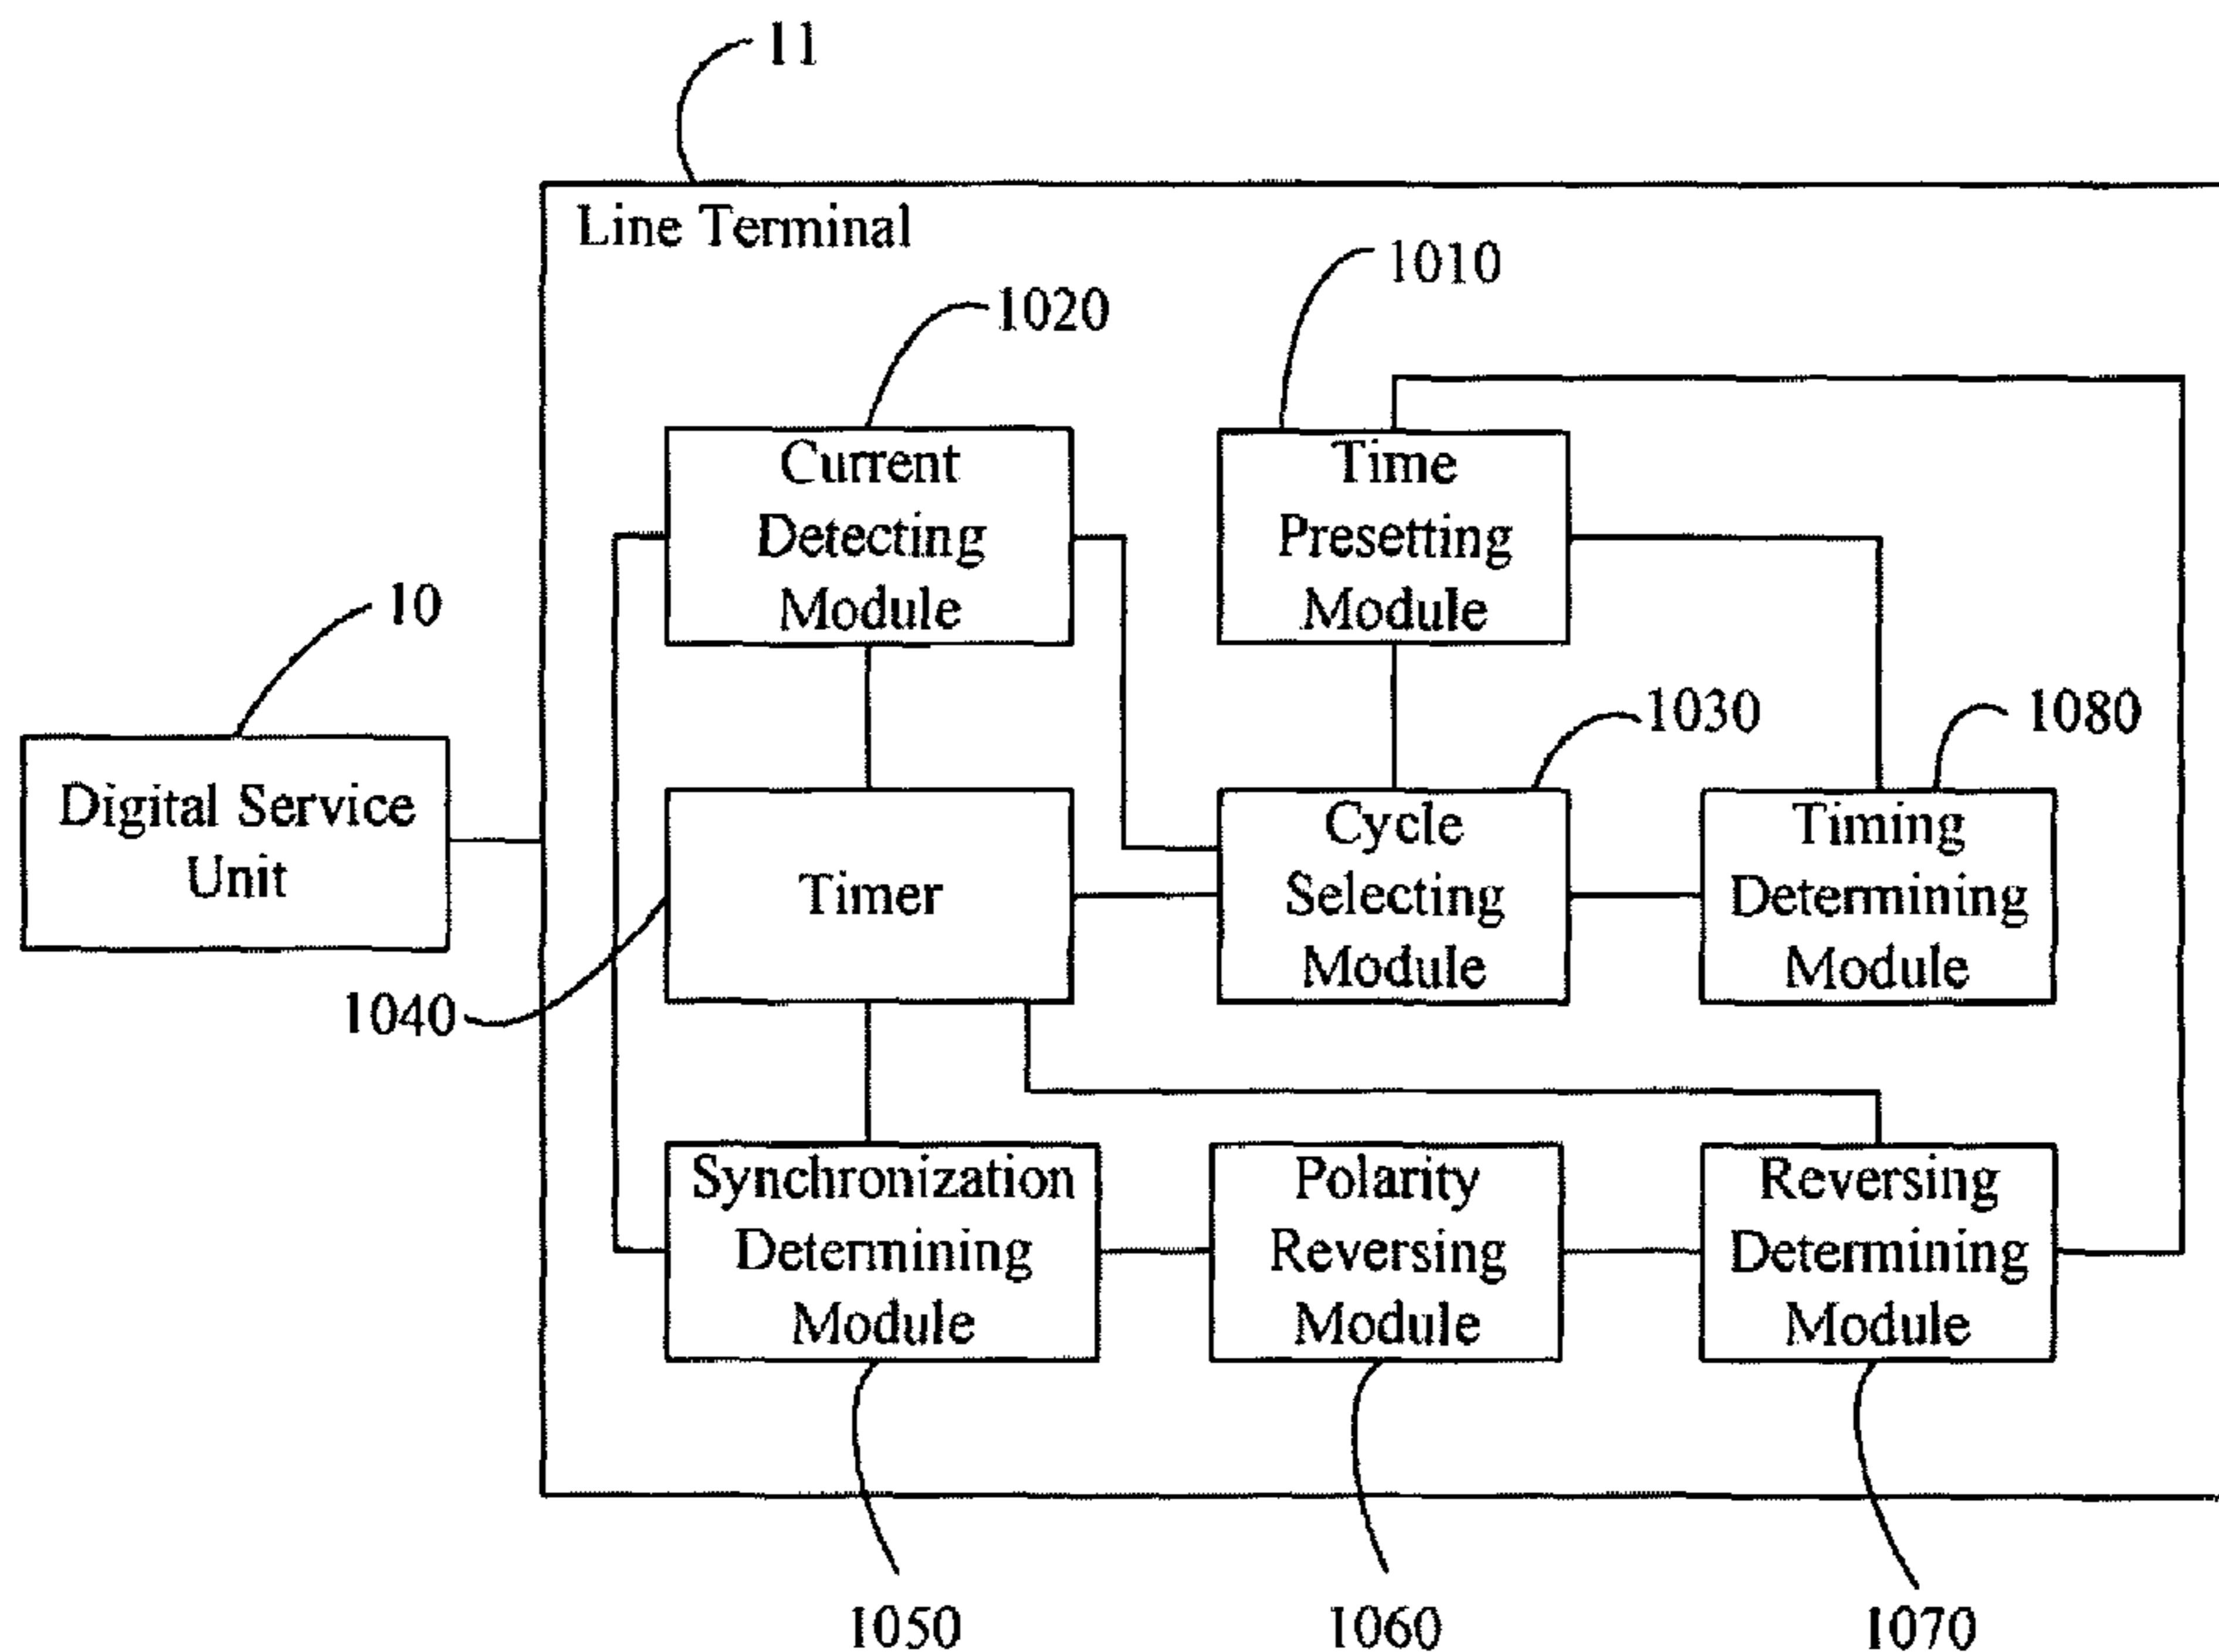 11
Line Terminal
1010
1020
Current
Detecting
Module
Time
Presetting
Module
10
1030
1080
Digital Service
Unit
Timer
Cycle
Selecting
Module
Timing
Determining
Module
1040
Synchronization
Determining
Module
Polarity
Reversing
Module
Reversing
Determining
Module
1050
1060
1070